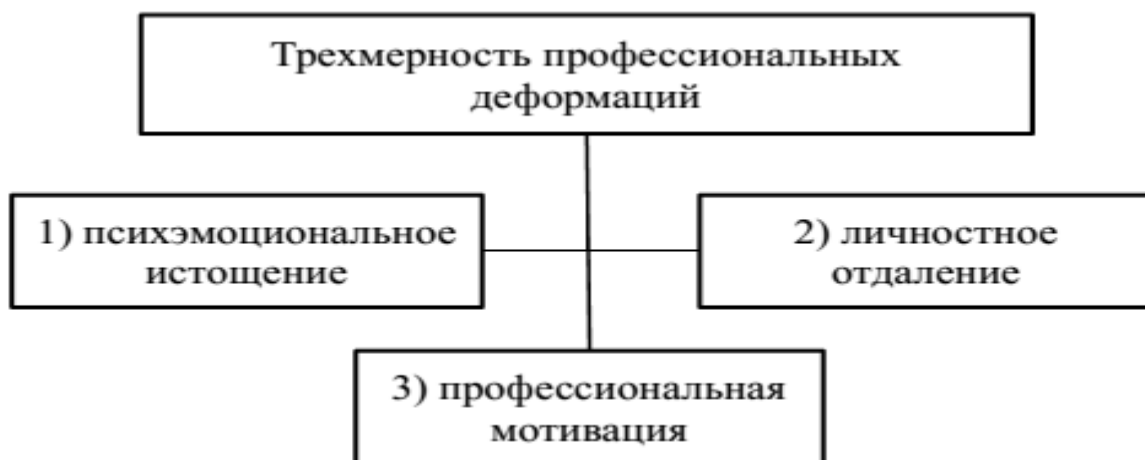 Трехмерность профессиональных
деформаций
1) психэмоциональное
истощение
2) личностное
отдаление
3) профессиональная
мотивация